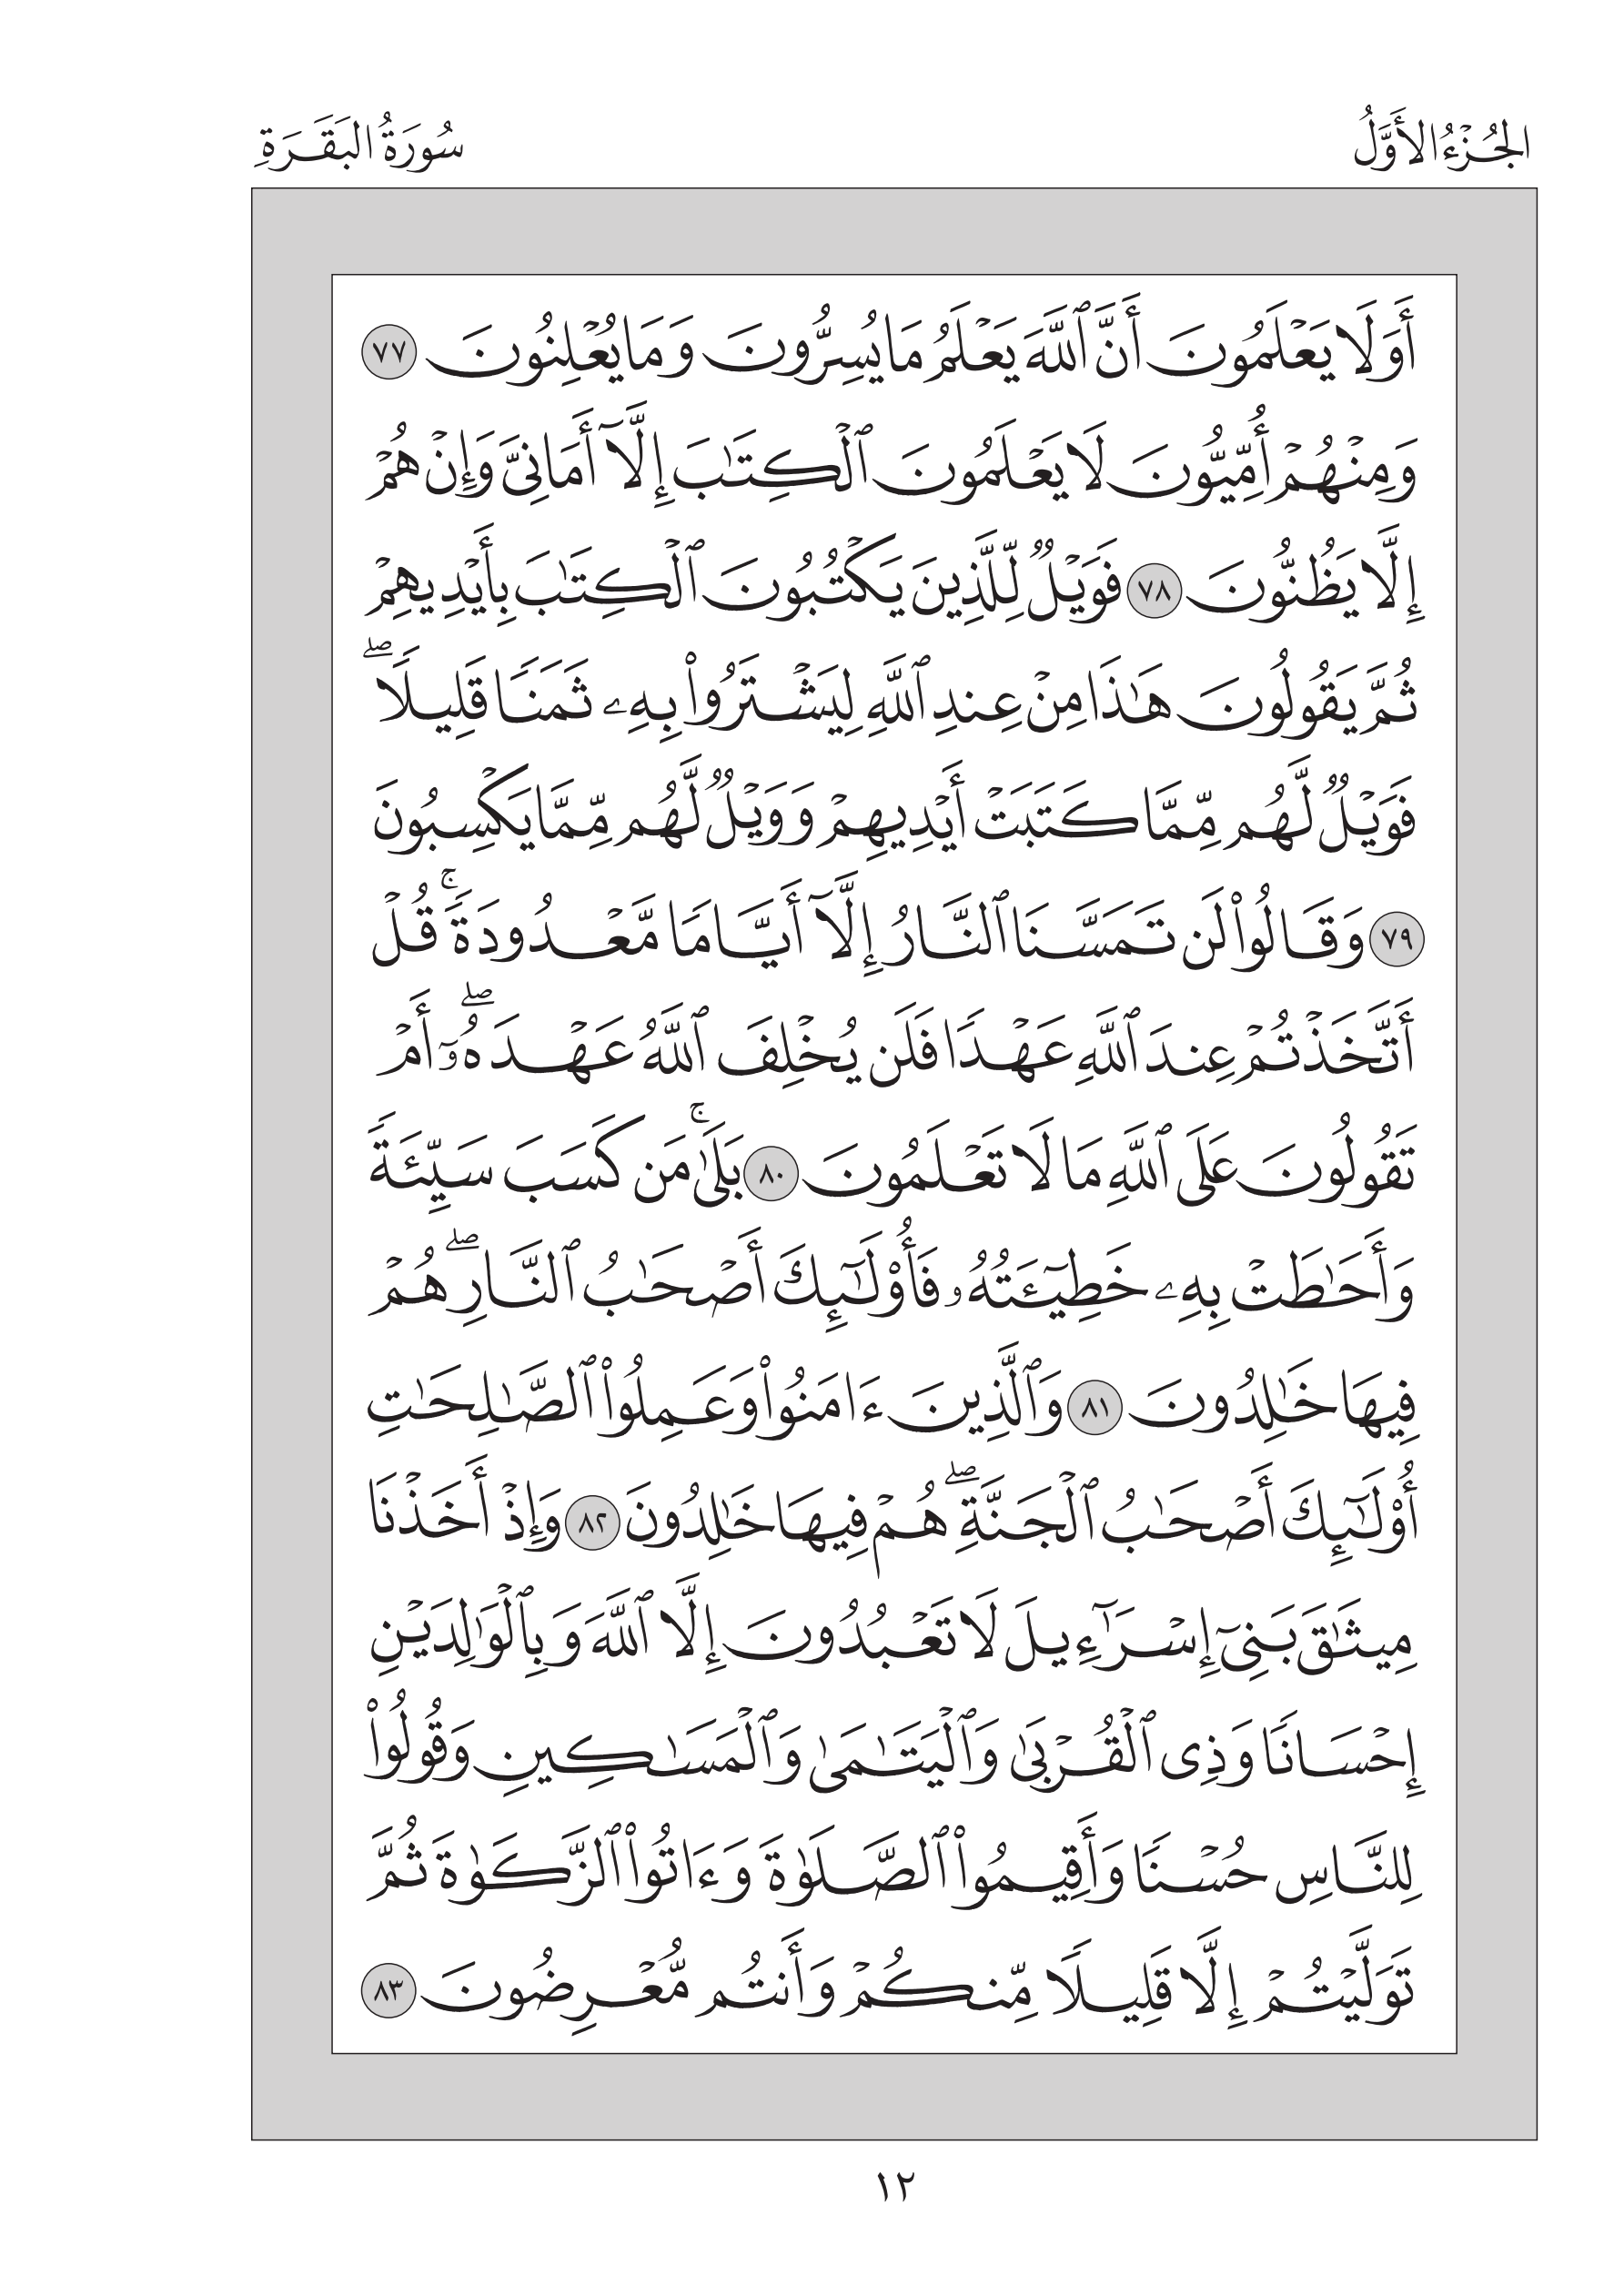 الجُزْءُ الأَوَّلُ
سُورَةُ البَقَرَةِ
أَوَلَا يَعْلَمُونَ أَنَّ ٱللَّهَ يَعْلَمُ مَا يُسِرُّونَ وَمَا يُعْلِنُونَ ٧٧
وَمِنْهُمْ أُمِّيُّونَ لَا يَعْلَمُونَ ٱلْكِتَٰبَ إِلَّآ أَمَانِىَّ وَإِنْ هُمْ
إِلَّا يَظُنُّونَ ٧٨ فَوَيْلٌ لِّلَّذِينَ يَكْتُبُونَ ٱلْكِتَٰبَ بِأَيْدِيهِمْ
ثُمَّ يَقُولُونَ هَٰذَا مِنْ عِندِ ٱللَّهِ لِيَشْتَرُوا۟ بِهِۦ ثَمَنًا قَلِيلًا ۖ
فَوَيْلٌ لَّهُم مِّمَّا كَتَبَتْ أَيْدِيهِمْ وَوَيْلٌ لَّهُم مِّمَّا يَكْسِبُونَ
٧٩ وَقَالُوا۟ لَن تَمَسَّنَا ٱلنَّارُ إِلَّآ أَيَّامًا مَّعْدُودَةً ۚ قُلْ
أَتَّخَذْتُمْ عِندَ ٱللَّهِ عَهْدًا فَلَن يُخْلِفَ ٱللَّهُ عَهْدَهُۥٓ ۖ أَمْ
تَقُولُونَ عَلَى ٱللَّهِ مَا لَا تَعْلَمُونَ ٨٠ بَلَىٰ ۚ مَن كَسَبَ سَيِّئَةً
وَأَحَٰطَتْ بِهِۦ خَطِيٓـَٔتُهُۥ فَأُو۟لَٰٓئِكَ أَصْحَٰبُ ٱلنَّارِ ۖ هُمْ
فِيهَا خَٰلِدُونَ ٨١ وَٱلَّذِينَ ءَامَنُوا۟ وَعَمِلُوا۟ ٱلصَّٰلِحَٰتِ
أُو۟لَٰٓئِكَ أَصْحَٰبُ ٱلْجَنَّةِ ۖ هُمْ فِيهَا خَٰلِدُونَ ٨٢ وَإِذْ أَخَذْنَا
مِيثَٰقَ بَنِىٓ إِسْرَٰٓءِيلَ لَا تَعْبُدُونَ إِلَّا ٱللَّهَ وَبِٱلْوَٰلِدَيْنِ
إِحْسَانًا وَذِى ٱلْقُرْبَىٰ وَٱلْيَتَٰمَىٰ وَٱلْمَسَٰكِينِ وَقُولُوا۟
لِلنَّاسِ حُسْنًا وَأَقِيمُوا۟ ٱلصَّلَوٰةَ وَءَاتُوا۟ ٱلزَّكَوٰةَ ثُمَّ
تَوَلَّيْتُمْ إِلَّا قَلِيلًا مِّنكُمْ وَأَنتُم مُّعْرِضُونَ ٨٣
١٢